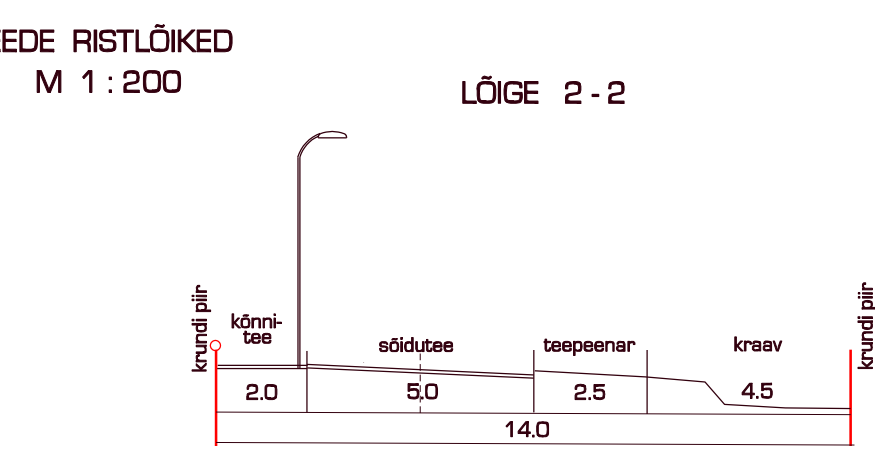 EDE RISTLÕIKED
M 1 : 200
LÕIGE 2 - 2
krundi piir
kõnni-
tee
sõidutee
teepeenar
kraav
krundi piir
2.0
5.0
2.5
4.5
14.0